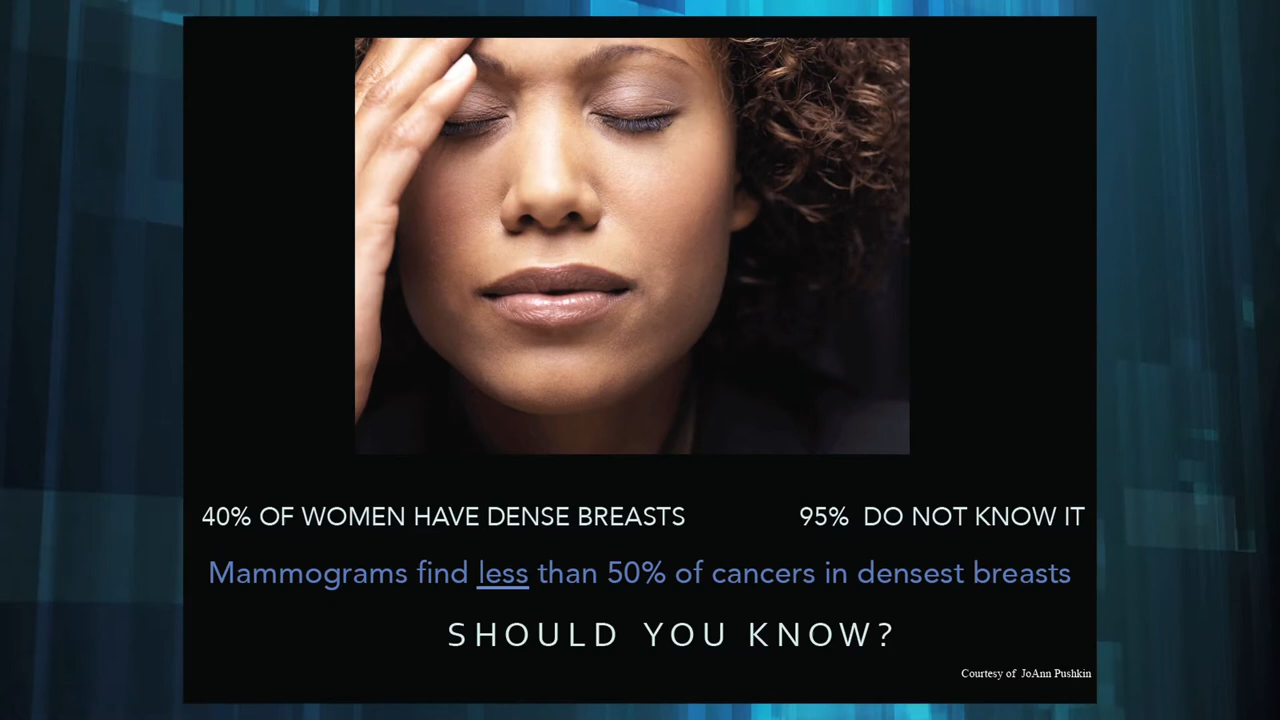 40% OF WOMEN HAVE DENSE BREASTS 95% DO NOT KNOW IT
Mammograms find less than 50% of cancers in densest breasts
SHOULD YOU KNOW?
Courtesy of JoAnn Pushkin